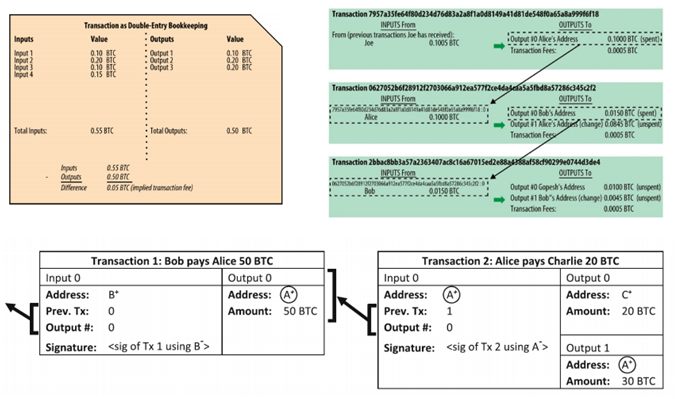 Transaction as Double-Entry Bookkeeping
Inputs Value Outputs Value
Input 1 0.10 BTC Output 1 0.10 BTC
Input 2 0.20 BTC Output 2 0.20 BTC
Input 3 0.10 BTC Output 3 0.20 BTC
Input 4 0.15 BTC
Total Inputs: 0.55 BTC Total Outputs: 0.50 BTC
Inputs 0.55 BTC
- Outputs 0.50 BTC
Difference 0.05 BTC (implied transaction fee)
Transaction 7957a35fe64f80d234d76d83a2a8f1a0d8149a41d81de548f0a65a8a999f6f18
INPUTS From OUTPUTS To
From (previous transactions Joe has received):
Joe 0.1005 BTC
Output #0 Alice's Address 0.1000 BTC (spent)
Transaction Fees: 0.0005 BTC
Transaction 0627052b6f28912f2703066a912ea577f2ce4da4caa5a5fbd8a57286c345c2f2
INPUTS From OUTPUTS To
7957a35fe64f80d234d76d83a2a8f1a0d8149a41d81de548f0a65a8a999f6f18 : 0
Alice 0.1000 BTC
Output #0 Bob's Address 0.0150 BTC (spent)
Output #1 Alice's Address (change) 0.0845 BTC (unspent)
Transaction Fees: 0.0005 BTC
Transaction 2bbac8bb3a57a2363407ac8c16a67015ed2e88a4388af58cf90299e0744d3de4
INPUTS From OUTPUTS To
0627052b6f28912f2703066a912ea577f2ce4da4caa5a5fbd8a57286c345c2f2 : 0
Bob 0.0150 BTC
Output #0 Gopesh's Address 0.0100 BTC (unspent)
Output #1 Bob's Address (change) 0.0045 BTC (unspent)
Transaction Fees: 0.0005 BTC
Transaction 1: Bob pays Alice 50 BTC
Input 0 Output 0
Address: B⁺ Address: A⁺
Prev. Tx: 0 Amount: 50 BTC
Output #: 0
Signature: <sig of Tx 1 using B⁻>
Transaction 2: Alice pays Charlie 20 BTC
Input 0 Output 0
Address: A⁺ Address: C⁺
Prev. Tx: 1 Amount: 20 BTC
Output #: 0
Signature: <sig of Tx 2 using A⁻>
Output 1
Address: A⁺
Amount: 30 BTC